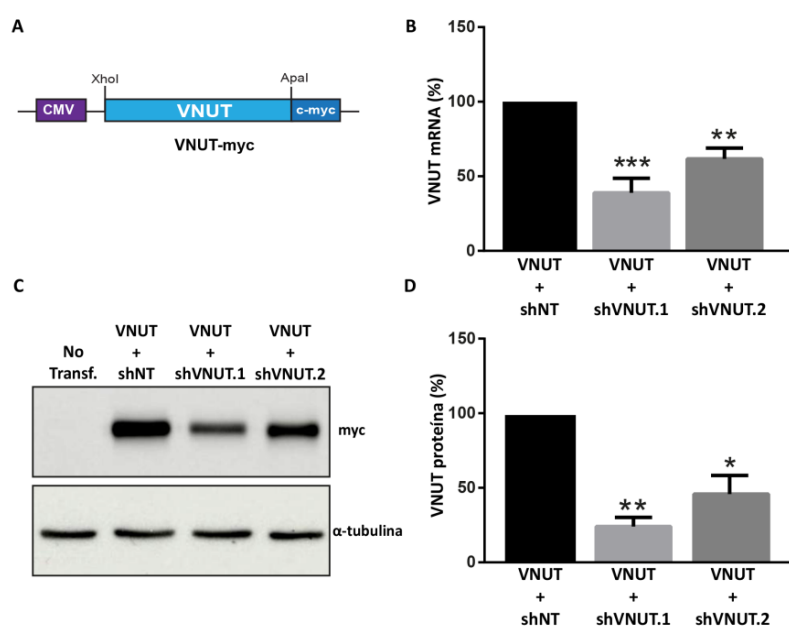 A
XhoI
ApaI
CMV
VNUT
c-myc
VNUT-myc
B
VNUT mRNA (%)
150
100
50
0
***
**
VNUT + shNT
VNUT + shVNUT.1
VNUT + shVNUT.2
C
No Transf.
VNUT + shNT
VNUT + shVNUT.1
VNUT + shVNUT.2
myc
α-tubulina
D
VNUT proteína (%)
150
100
50
0
**
*
VNUT + shNT
VNUT + shVNUT.1
VNUT + shVNUT.2